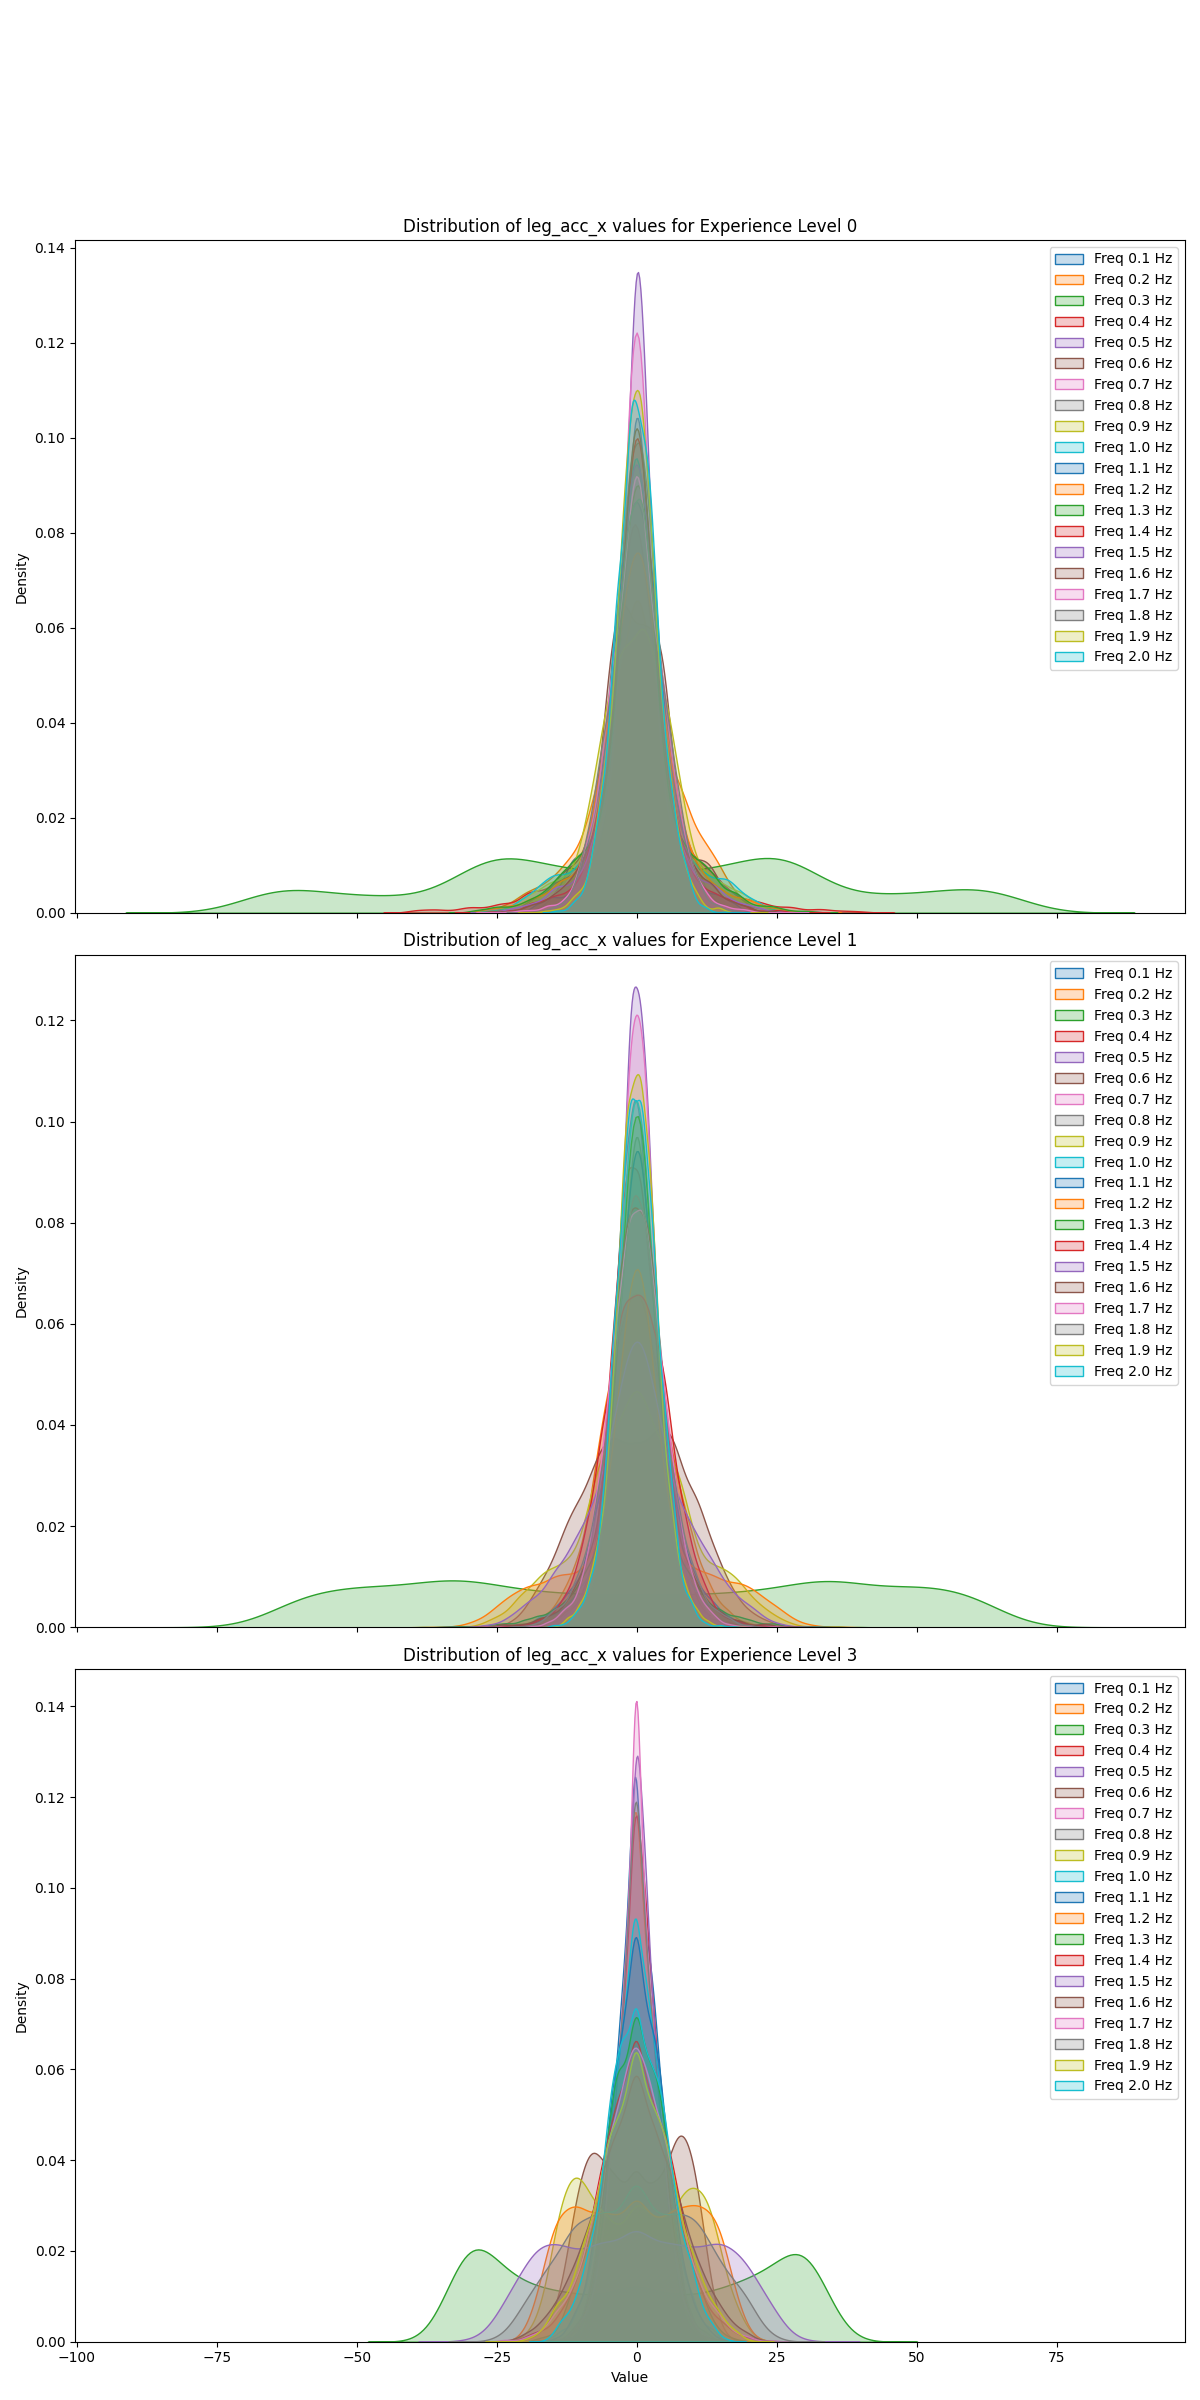 Distribution of leg_acc_x values for Experience Level 0
0.14
0.12
0.10
0.08
0.06
0.04
0.02
0.00
Density
Freq 0.1 Hz
Freq 0.2 Hz
Freq 0.3 Hz
Freq 0.4 Hz
Freq 0.5 Hz
Freq 0.6 Hz
Freq 0.7 Hz
Freq 0.8 Hz
Freq 0.9 Hz
Freq 1.0 Hz
Freq 1.1 Hz
Freq 1.2 Hz
Freq 1.3 Hz
Freq 1.4 Hz
Freq 1.5 Hz
Freq 1.6 Hz
Freq 1.7 Hz
Freq 1.8 Hz
Freq 1.9 Hz
Freq 2.0 Hz
Distribution of leg_acc_x values for Experience Level 1
0.12
0.10
0.08
0.06
0.04
0.02
0.00
Density
Freq 0.1 Hz
Freq 0.2 Hz
Freq 0.3 Hz
Freq 0.4 Hz
Freq 0.5 Hz
Freq 0.6 Hz
Freq 0.7 Hz
Freq 0.8 Hz
Freq 0.9 Hz
Freq 1.0 Hz
Freq 1.1 Hz
Freq 1.2 Hz
Freq 1.3 Hz
Freq 1.4 Hz
Freq 1.5 Hz
Freq 1.6 Hz
Freq 1.7 Hz
Freq 1.8 Hz
Freq 1.9 Hz
Freq 2.0 Hz
Distribution of leg_acc_x values for Experience Level 3
0.14
0.12
0.10
0.08
0.06
0.04
0.02
0.00
Density
Freq 0.1 Hz
Freq 0.2 Hz
Freq 0.3 Hz
Freq 0.4 Hz
Freq 0.5 Hz
Freq 0.6 Hz
Freq 0.7 Hz
Freq 0.8 Hz
Freq 0.9 Hz
Freq 1.0 Hz
Freq 1.1 Hz
Freq 1.2 Hz
Freq 1.3 Hz
Freq 1.4 Hz
Freq 1.5 Hz
Freq 1.6 Hz
Freq 1.7 Hz
Freq 1.8 Hz
Freq 1.9 Hz
Freq 2.0 Hz
−100 −75 −50 −25 0 25 50 75
Value